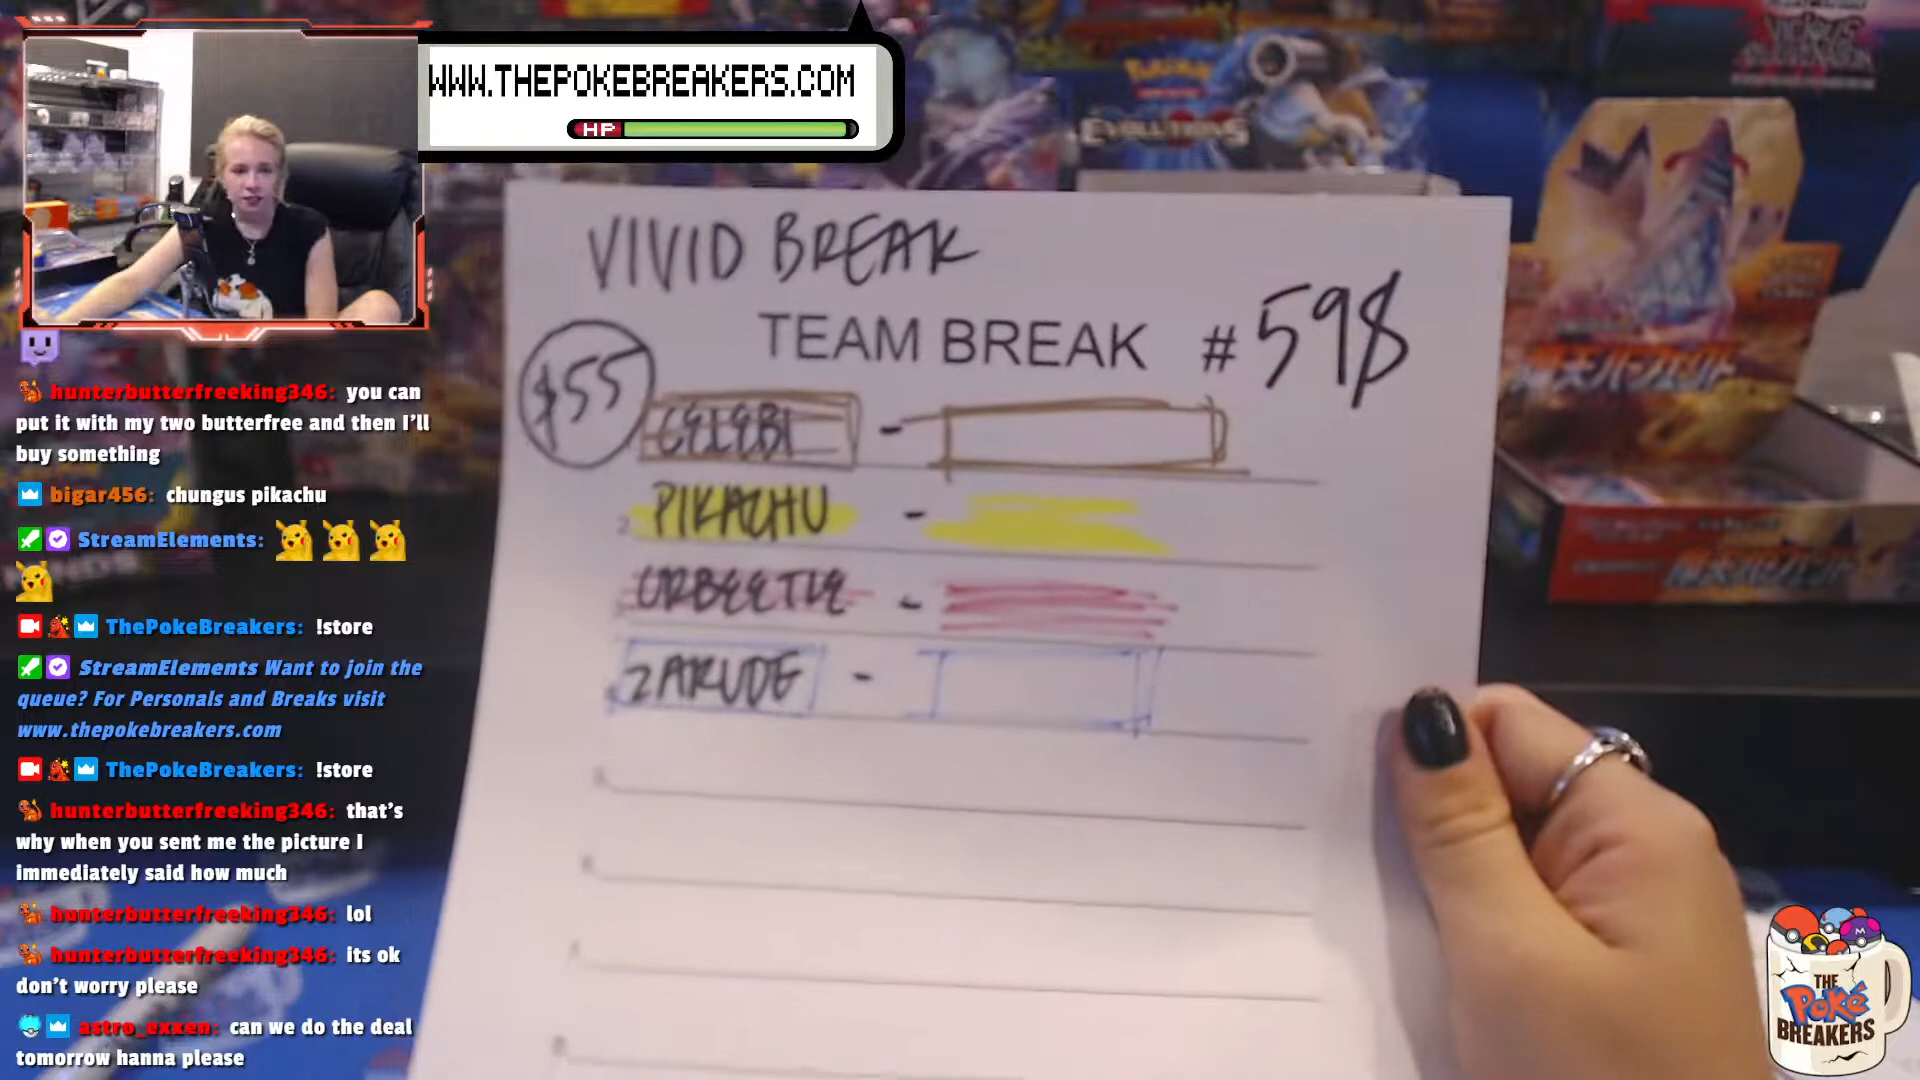 WWW.THEPOKEBREAKERS.COM
HP
EVOLUTIONS
VIVID BREAK
TEAM BREAK #598
$55
CELEBI -
2 PIKACHU -
ORBEETLE -
ZARUDE -
hunterbutterfreeking346: you can
put it with my two butterfree and then I'll
buy something
bigar456: chungus pikachu
StreamElements:
ThePokeBreakers: !store
StreamElements Want to join the
queue? For Personals and Breaks visit
www.thepokebreakers.com
ThePokeBreakers: !store
hunterbutterfreeking346: that's
why when you sent me the picture I
immediately said how much
hunterbutterfreeking346: lol
hunterbutterfreeking346: its ok
don't worry please
astro_exxen: can we do the deal
tomorrow hanna please
THE
Poké
BREAKERS